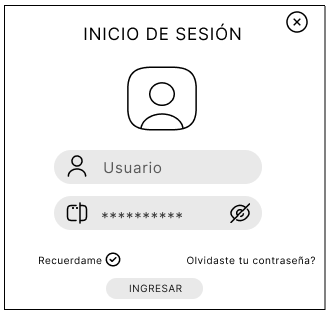 INICIO DE SESIÓN
Usuario
**********
Recuerdame
Olvidaste tu contraseña?
INGRESAR